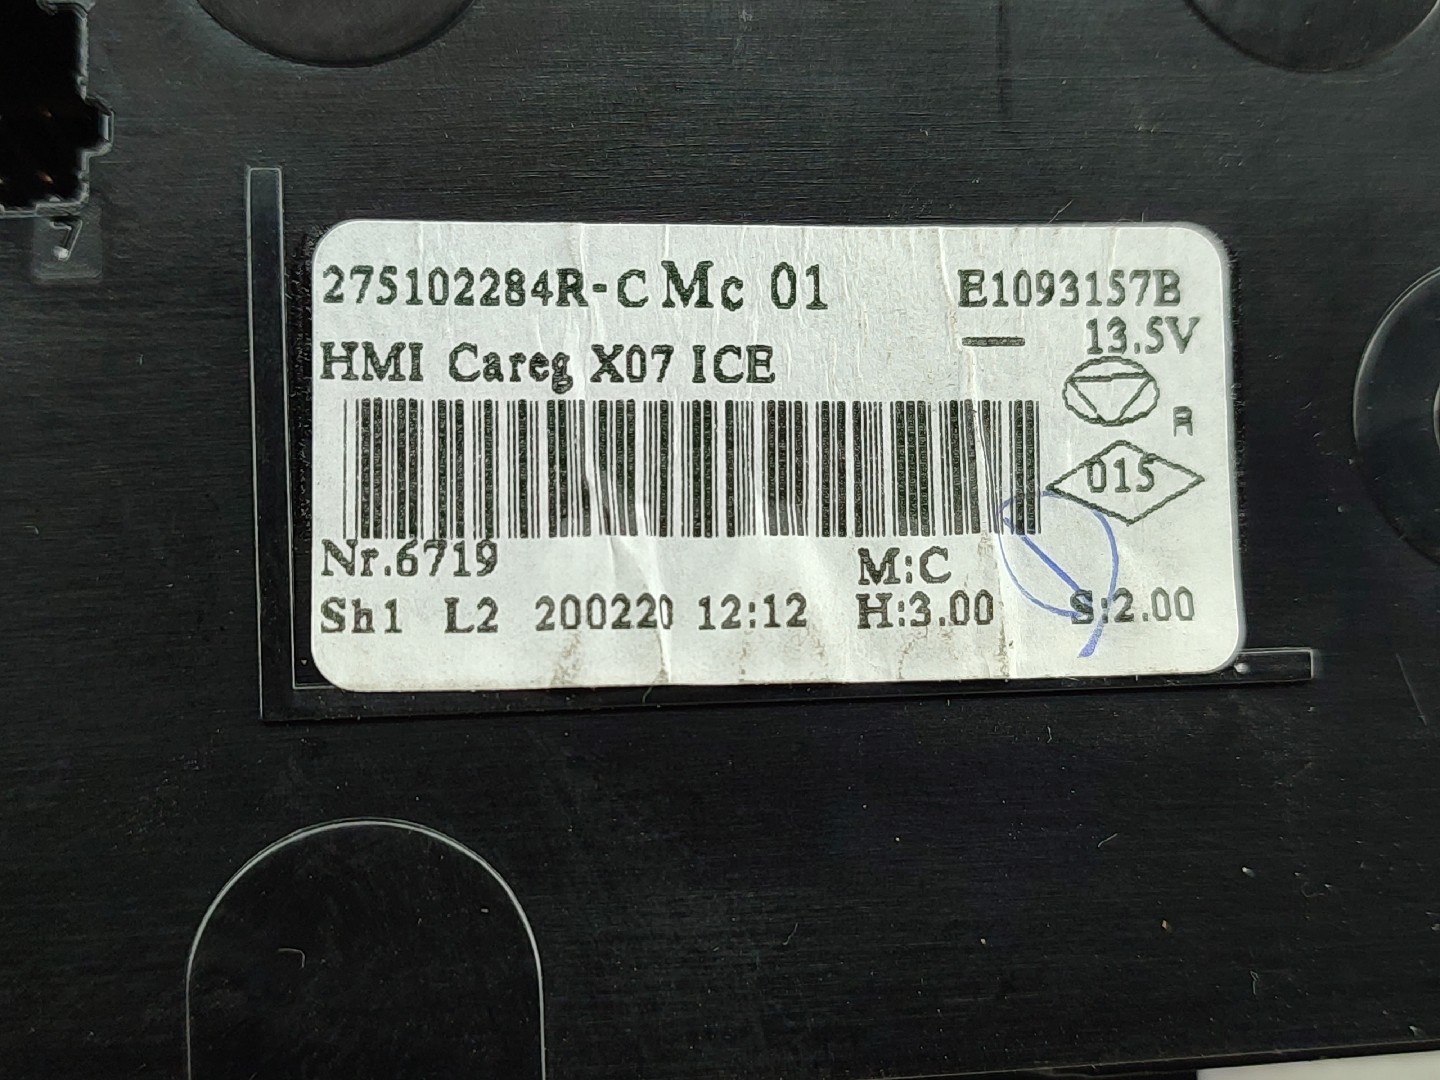 275102284R-C Mc 01 E1093157B
13.5V
HMI Careg X07 ICE
R
015
Nr.6719 M:C
Sh1 L2 200220 12:12 H:3.00 S:2.00
7